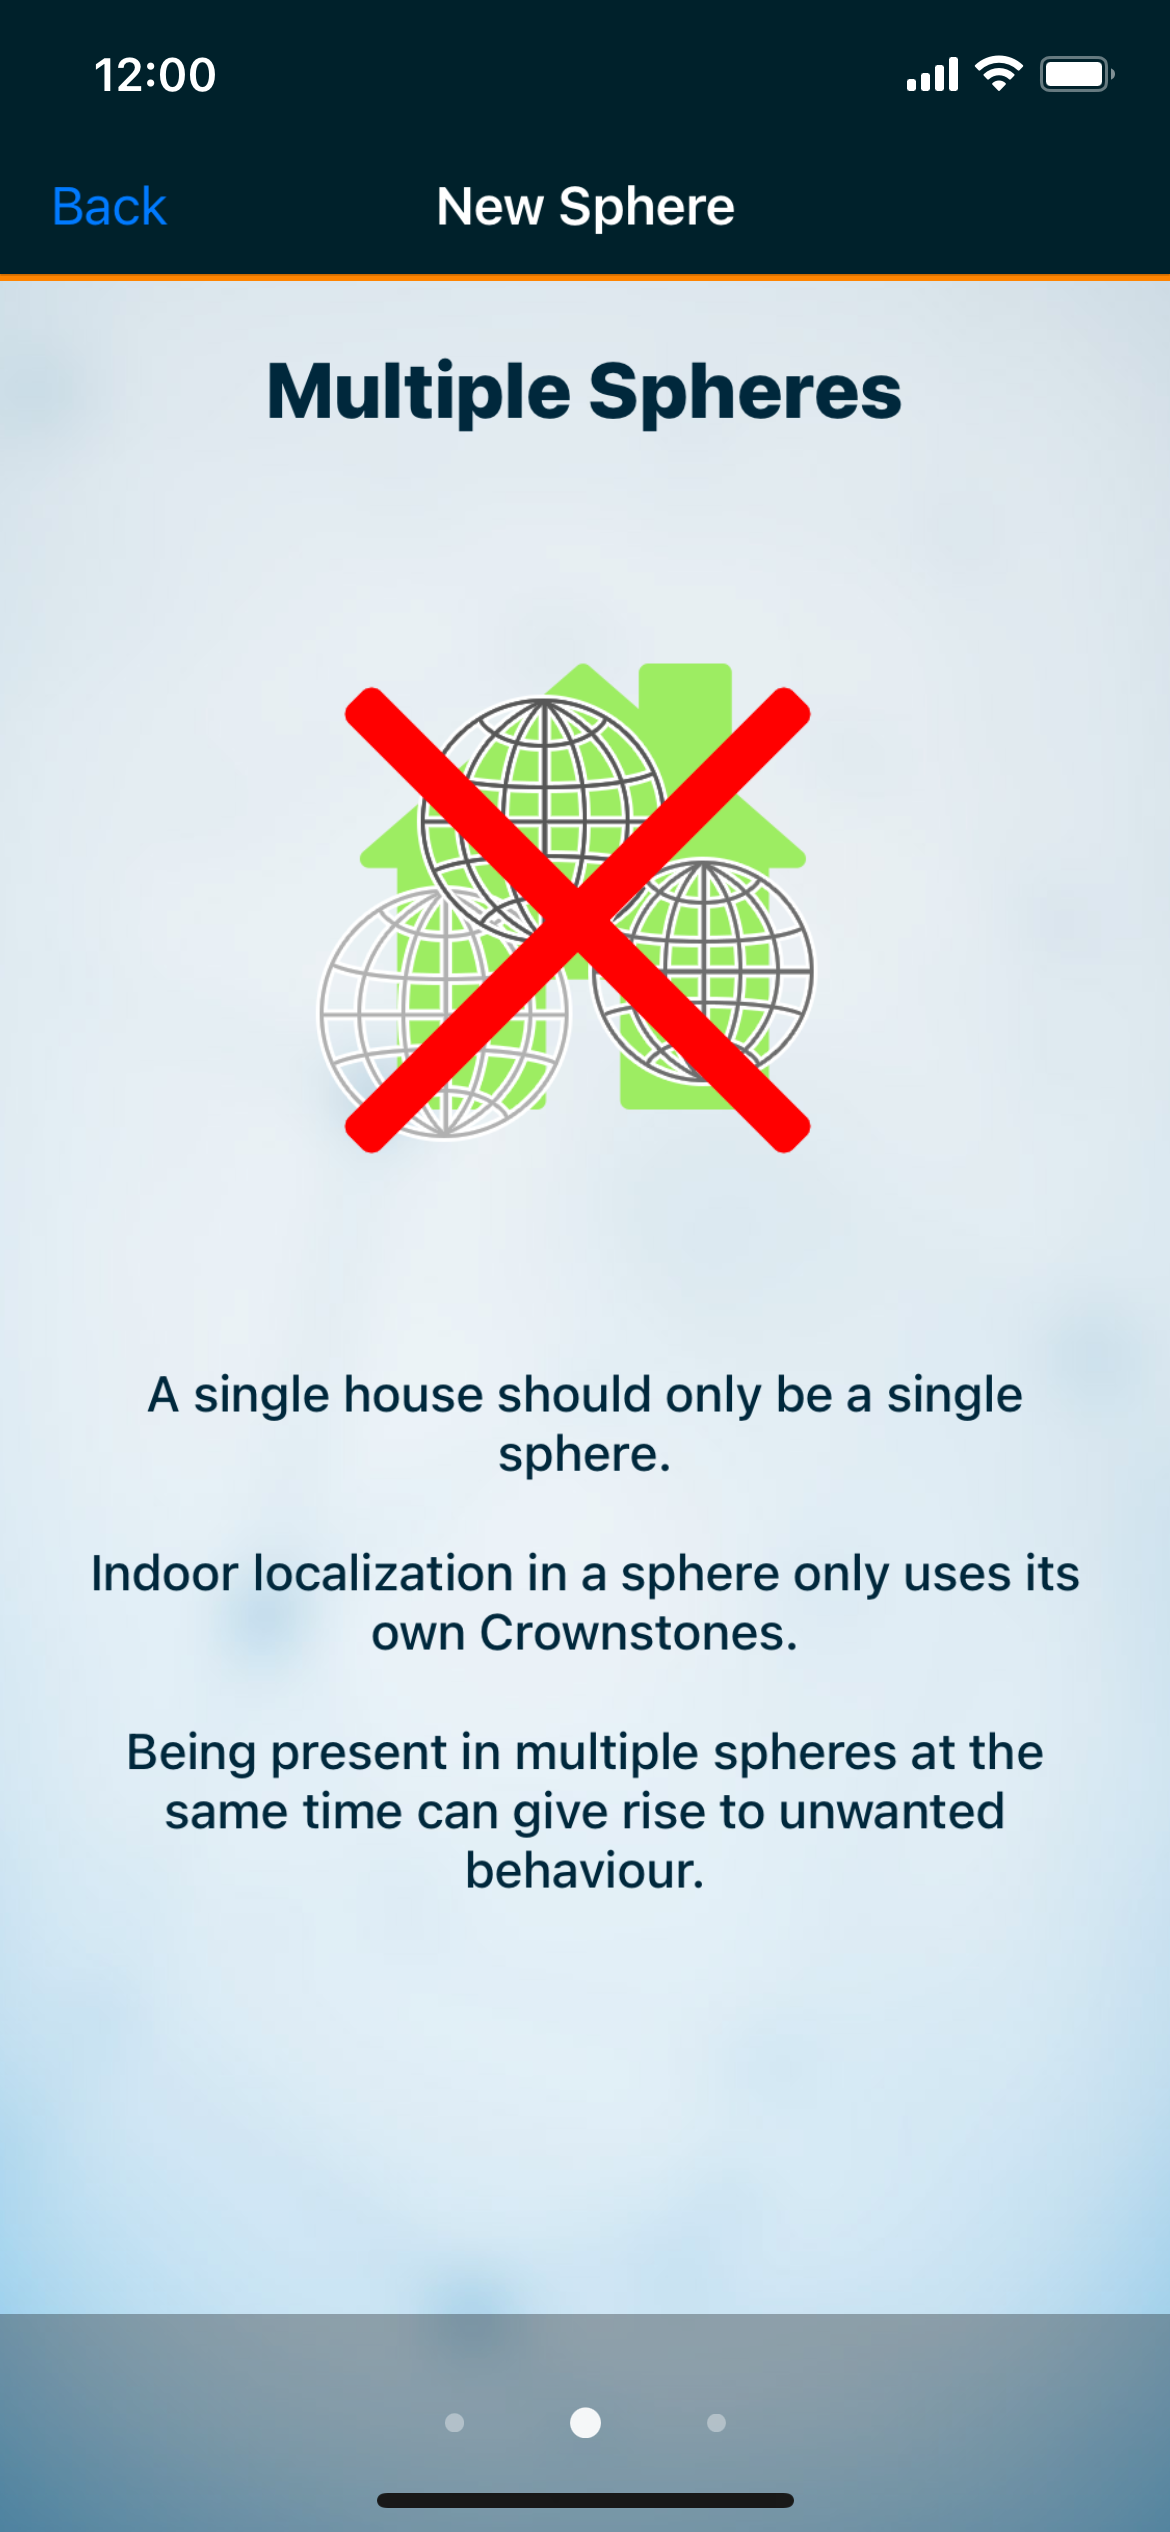 12:00
Back
New Sphere
Multiple Spheres
A single house should only be a single
sphere.
Indoor localization in a sphere only uses its
own Crownstones.
Being present in multiple spheres at the
same time can give rise to unwanted
behaviour.